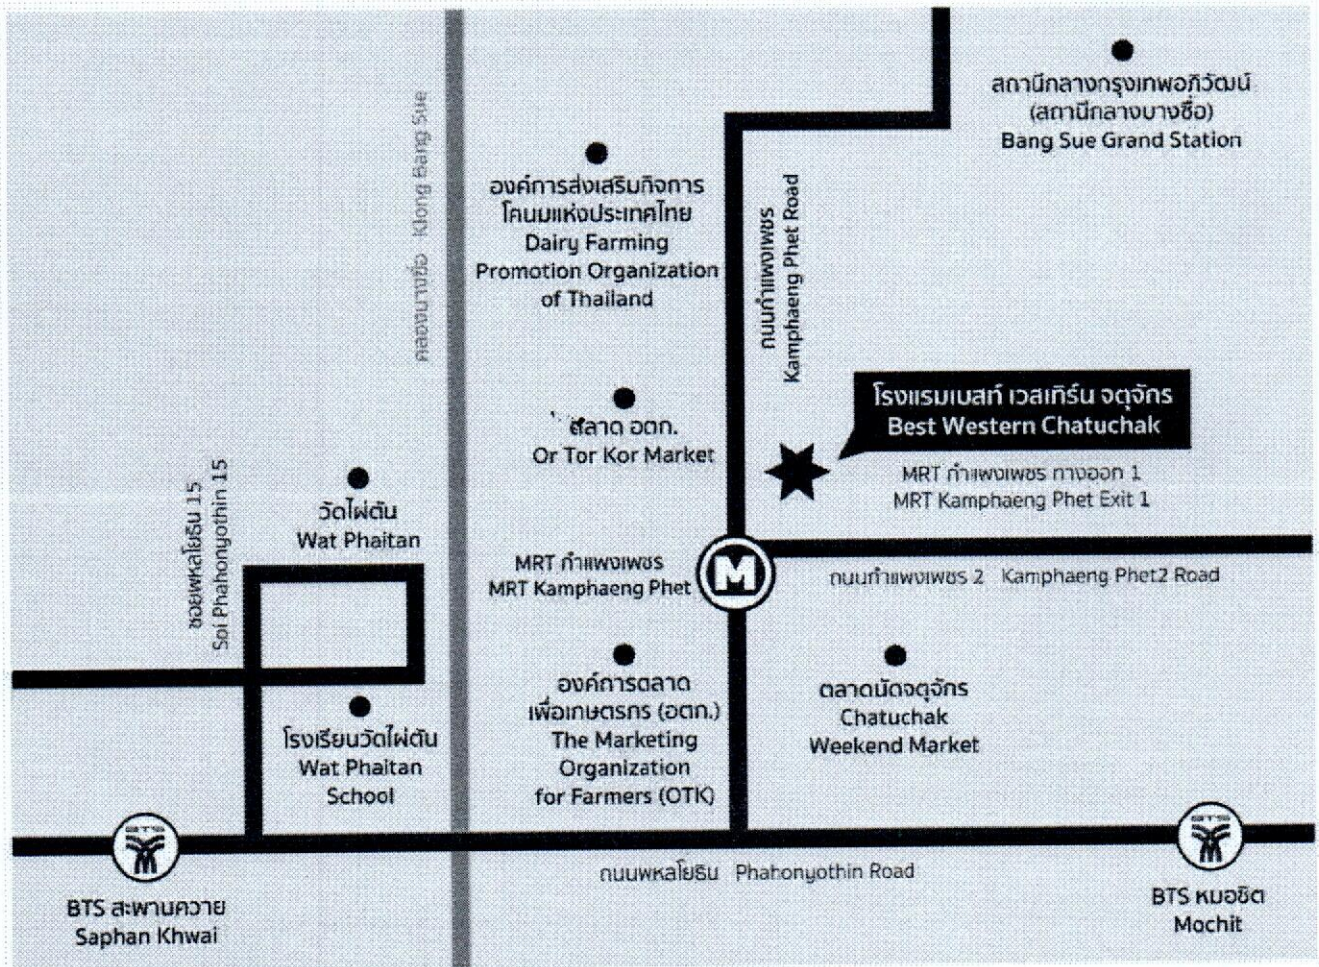 สถานีกลางกรุงเทพอภิวัฒน์
(สถานีกลางบางซื่อ)
Bang Sue Grand Station
คลองบางซื่อ Klong Bang Sue
องค์การส่งเสริมกิจการ
โคนมแห่งประเทศไทย
Dairy Farming
Promotion Organization
of Thailand
ถนนกำแพงเพชร
Kamphaeng Phet Road
โรงแรมเบสท์ เวสเทิร์น จตุจักร
Best Western Chatuchak
MRT กำแพงเพชร ทางออก 1
MRT Kamphaeng Phet Exit 1
ตลาด อตก.
Or Tor Kor Market
ซอยพหลโยธิน 15
Soi Phahonyothin 15
วัดไผ่ตัน
Wat Phaitan
MRT กำแพงเพชร
MRT Kamphaeng Phet
M
ถนนกำแพงเพชร 2 Kamphaeng Phet2 Road
องค์การตลาด
เพื่อเกษตรกร (อตก.)
The Marketing
Organization
for Farmers (OTK)
ตลาดนัดจตุจักร
Chatuchak
Weekend Market
โรงเรียนวัดไผ่ตัน
Wat Phaitan
School
BTS
BTS สะพานควาย
Saphan Khwai
ถนนพหลโยธิน Phahonyothin Road
BTS
BTS หมอชิต
Mochit